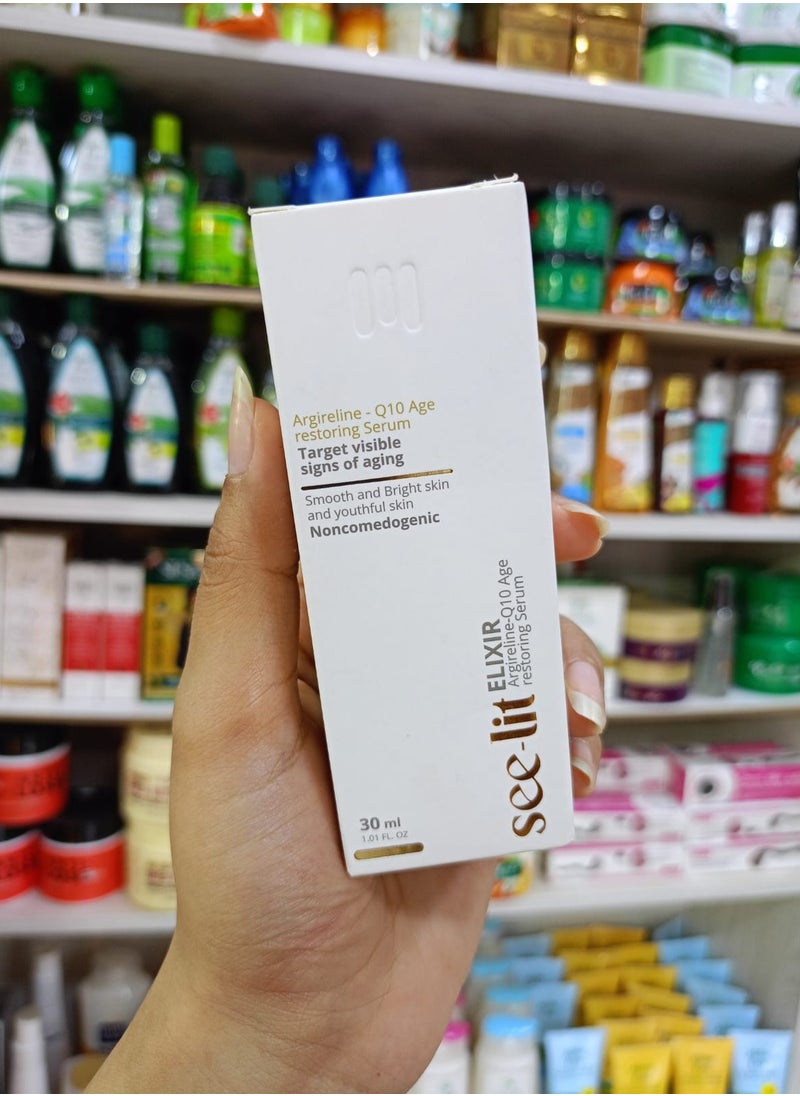 Argireline - Q10 Age
restoring Serum
Target visible
signs of aging
Smooth and Bright skin
and youthful skin
Noncomedogenic
see-lit ELIXIR
Argireline-Q10 Age
restoring Serum
30 ml
1.01 FL. OZ